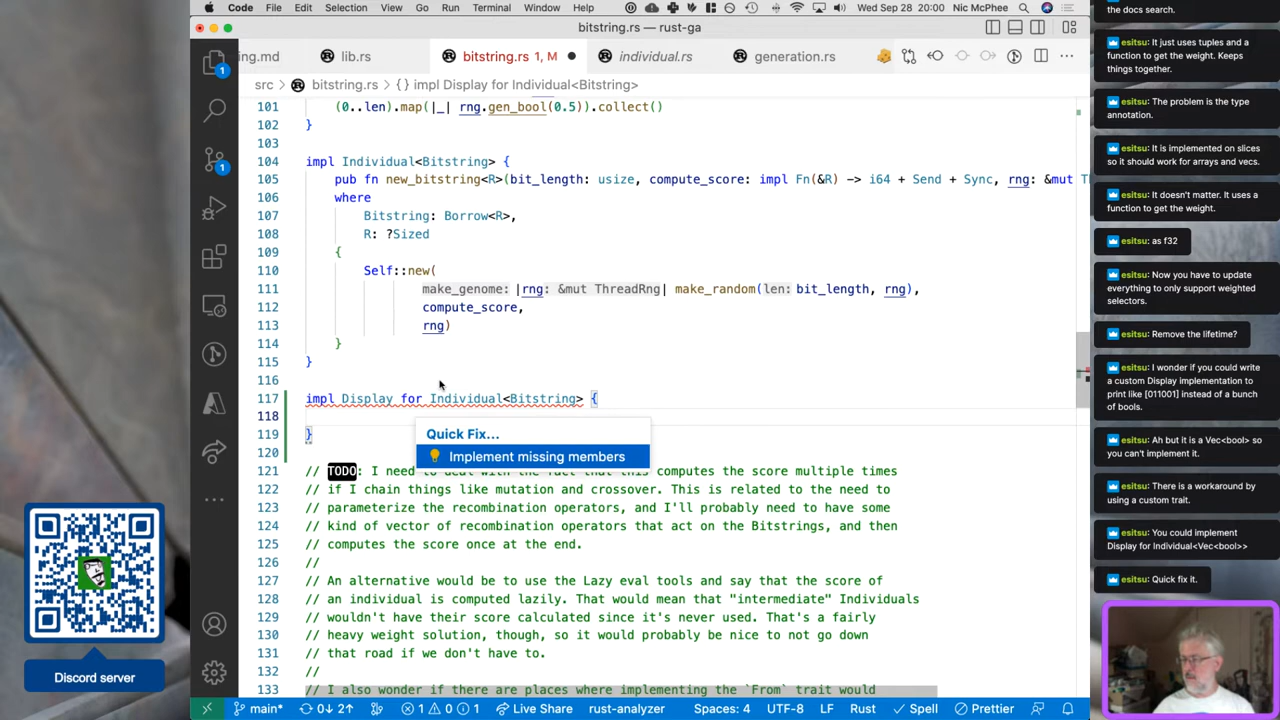 Code File Edit Selection View Go Run Terminal Window Help
Wed Sep 28 20:00 Nic McPhee
bitstring.rs — rust-ga
ing.md lib.rs bitstring.rs 1, M individual.rs generation.rs
src bitstring.rs {} impl Display for Individual<Bitstring>
101 (0..len).map(|_| rng.gen_bool(0.5)).collect()
102 }
103
104 impl Individual<Bitstring> {
105 pub fn new_bitstring<R>(bit_length: usize, compute_score: impl Fn(&R) -> i64 + Send + Sync, rng: &mut Th
106 where
107 Bitstring: Borrow<R>,
108 R: ?Sized
109 {
110 Self::new(
111 make_genome: |rng: &mut ThreadRng| make_random(len: bit_length, rng),
112 compute_score,
113 rng)
114 }
115 }
116
117 impl Display for Individual<Bitstring> {
118
119 }
Quick Fix...
Implement missing members
120
121 // TODO: I need to deal with the fact that this computes the score multiple times
122 // if I chain things like mutation and crossover. This is related to the need to
123 // parameterize the recombination operators, and I'll probably need to have some
124 // kind of vector of recombination operators that act on the Bitstrings, and then
125 // computes the score once at the end.
126 //
127 // An alternative would be to use the Lazy eval tools and say that the score of
128 // an individual is computed lazily. That would mean that "intermediate" Individuals
129 // wouldn't have their score calculated since it's never used. That's a fairly
130 // heavy weight solution, though, so it would probably be nice to not go down
131 // that road if we don't have to.
132 //
133 // I also wonder if there are places where implementing the `From` trait would
1
1
main* 0↓ 2↑ 1 0 1 Live Share rust-analyzer Spaces: 4 UTF-8 LF Rust Spell Prettier
Discord server
the docs search.
esitsu: It just uses tuples and a
function to get the weight. Keeps
things together.
esitsu: The problem is the type
annotation.
esitsu: It is implemented on slices
so it should work for arrays and vecs.
esitsu: It doesn't matter. It uses a
function to get the weight.
esitsu: as f32
esitsu: Now you have to update
everything to only support weighted
selectors.
esitsu: Remove the lifetime?
esitsu: I wonder if you could write
a custom Display implementation to
print like [011001] instead of a bunch
of bools.
esitsu: Ah but it is a Vec<bool> so
you can't implement it.
esitsu: There is a workaround by
using a custom trait.
esitsu: You could implement
Display for Individual<Vec<bool>>
esitsu: Quick fix it.